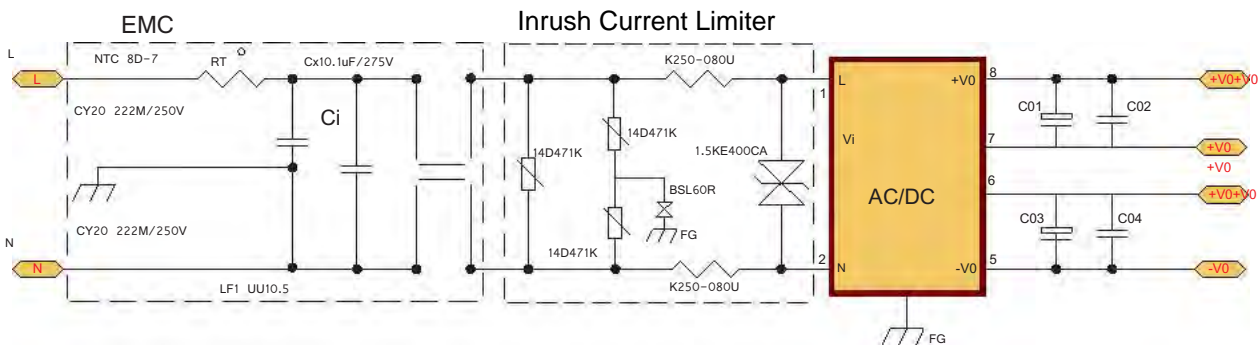 EMC
Inrush Current Limiter
L
NTC 8D-7
RT
Cx10.1uF/275V
K250-080U
L
1
L
+V0
8
+V0+V0
CY20 222M/250V
Ci
C01
C02
14D471K
Vi
7
+V0
14D471K
1.5KE400CA
+V0
6
+V0+V0
BSL60R
AC/DC
C03
C04
CY20 222M/250V
FG
N
14D471K
2
N
-V0
5
-V0
N
LF1 UU10.5
K250-080U
FG